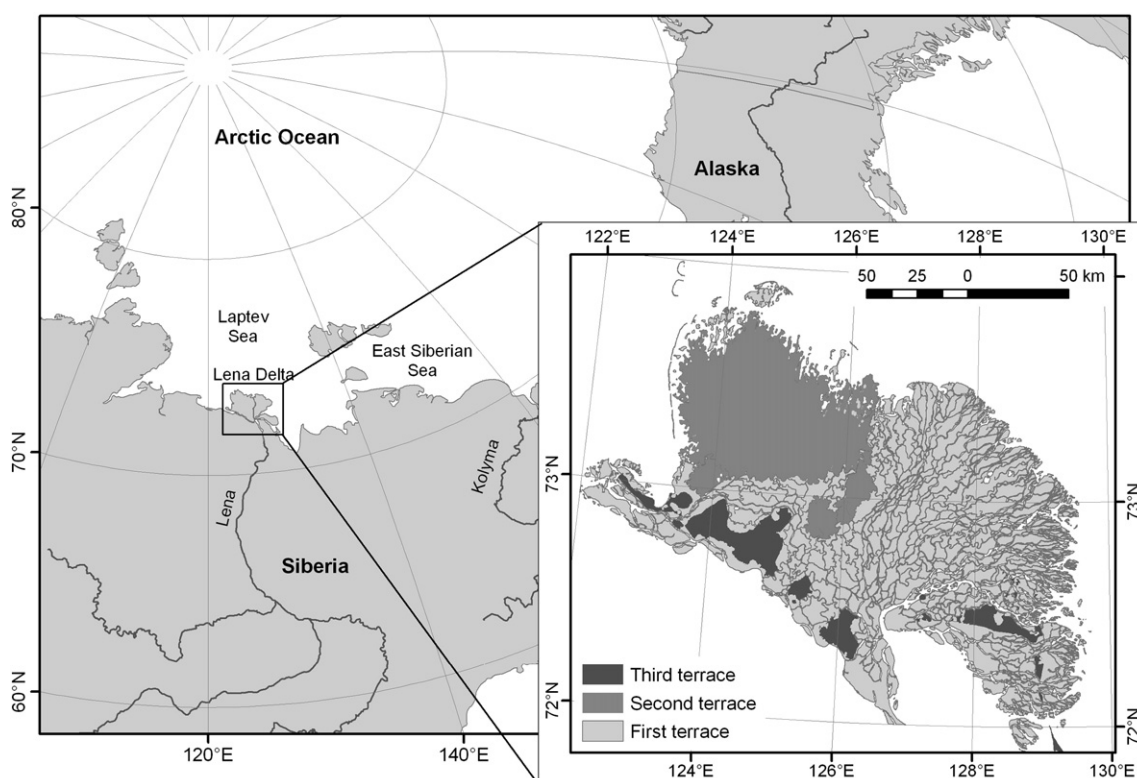 Arctic Ocean
Alaska
80°N
122°E 124°E 126°E 128°E 130°E
50 25 0 50 km
Laptev
Sea
East Siberian
Sea
Lena Delta
70°N
Kolyma
73°N
73°N
Lena
Siberia
Third terrace
Second terrace
First terrace
72°N
72°N
60°N
120°E 140°E
124°E 126°E 128°E 130°E